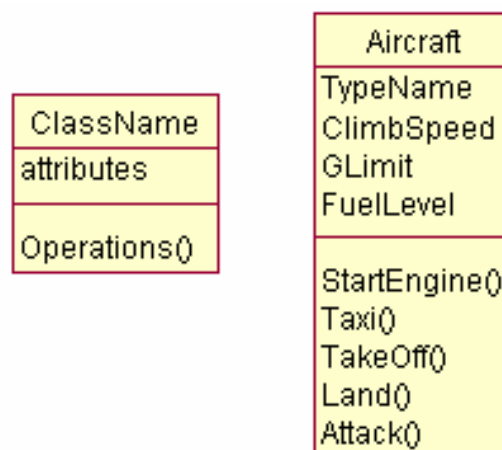 ClassName
attributes
Operations()
Aircraft
TypeName
ClimbSpeed
GLimit
FuelLevel
StartEngine()
Taxi()
TakeOff()
Land()
Attack()